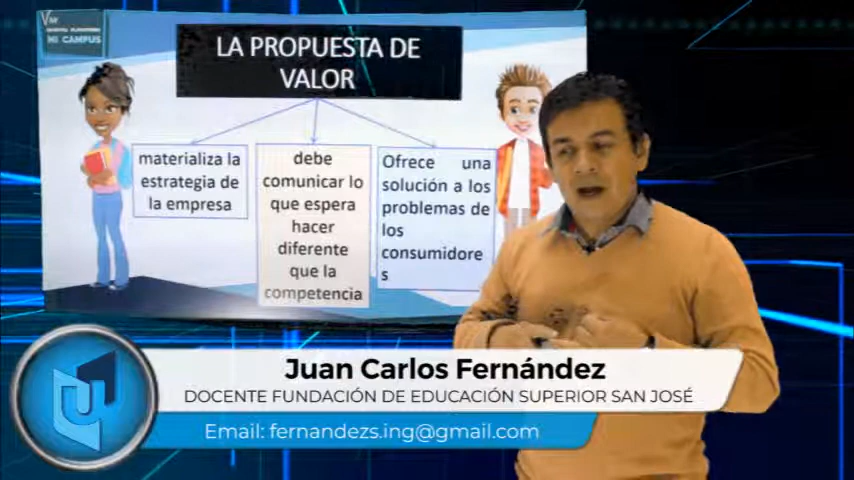 MI CAMPUS
LA PROPUESTA DE
VALOR
materializa la
estrategia de
la empresa
debe
comunicar lo
que espera
hacer
diferente
que la
competencia
Ofrece una
solución a los
problemas de
los
consumidore
s
Juan Carlos Fernández
DOCENTE FUNDACIÓN DE EDUCACIÓN SUPERIOR SAN JOSÉ
Email: fernandezs.ing@gmail.com